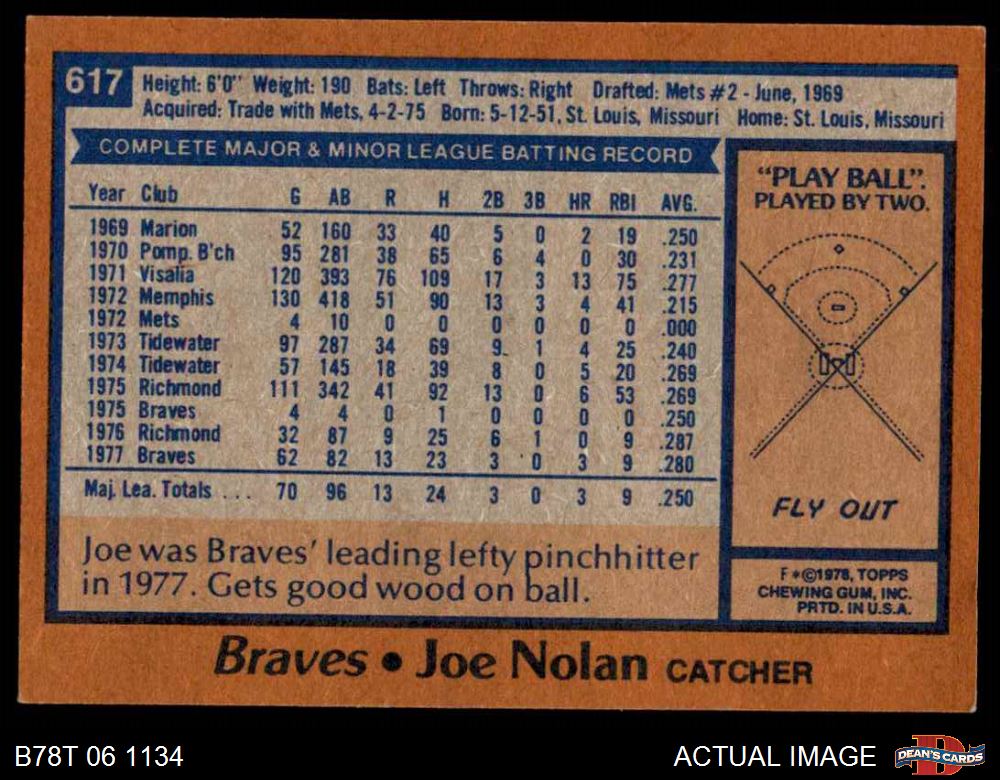 617
Height: 6'0" Weight: 190 Bats: Left Throws: Right Drafted: Mets #2 - June, 1969
Acquired: Trade with Mets, 4-2-75 Born: 5-12-51, St. Louis, Missouri Home: St. Louis, Missouri
COMPLETE MAJOR & MINOR LEAGUE BATTING RECORD
Year Club G AB R H 2B 3B HR RBI AVG.
1969 Marion 52 160 33 40 5 0 2 19 .250
1970 Pomp. B'ch 95 281 38 65 6 4 0 30 .231
1971 Visalia 120 393 76 109 17 3 13 75 .277
1972 Memphis 130 418 51 90 13 3 4 41 .215
1972 Mets 4 10 0 0 0 0 0 0 .000
1973 Tidewater 97 287 34 69 9 1 4 25 .240
1974 Tidewater 57 145 18 39 8 0 5 20 .269
1975 Richmond 111 342 41 92 13 0 6 53 .269
1975 Braves 4 4 0 1 0 0 0 0 .250
1976 Richmond 32 87 9 25 6 1 0 9 .287
1977 Braves 62 82 13 23 3 0 3 9 .280
Maj. Lea. Totals ... 70 96 13 24 3 0 3 9 .250
Joe was Braves' leading lefty pinchhitter
in 1977. Gets good wood on ball.
"PLAY BALL".
PLAYED BY TWO.
FLY OUT
F*©1978, TOPPS
CHEWING GUM, INC.
PRTD. IN U.S.A.
Braves • Joe Nolan CATCHER
B78T 06 1134
ACTUAL IMAGE
D
DEAN'S CARDS